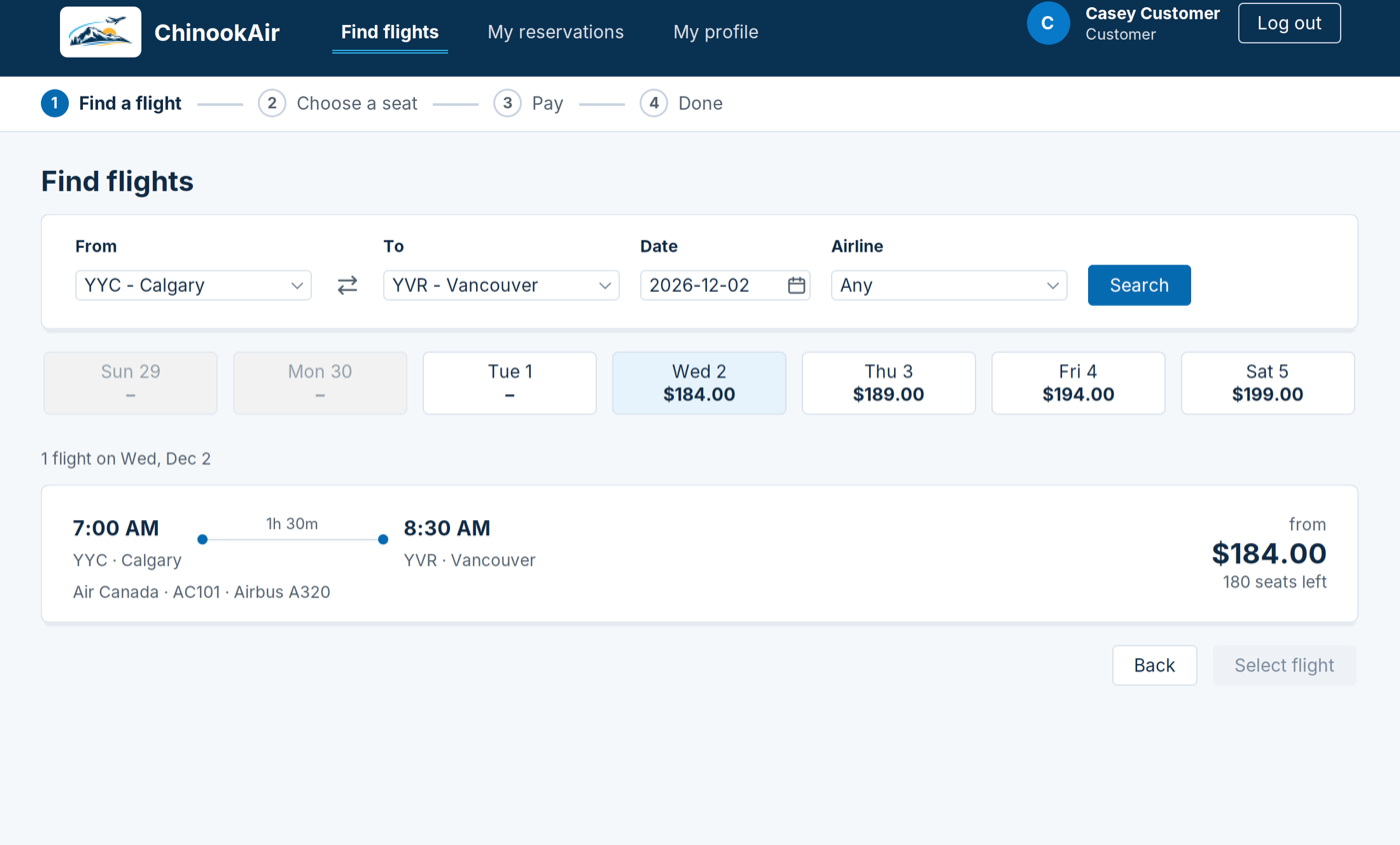 ChinookAir
Find flights
My reservations
My profile
C
Casey Customer
Customer
Log out
1 Find a flight
2 Choose a seat
3 Pay
4 Done
Find flights
From
To
Date
Airline
YYC - Calgary
YVR - Vancouver
2026-12-02
Any
Search
Sun 29
–
Mon 30
–
Tue 1
–
Wed 2
$184.00
Thu 3
$189.00
Fri 4
$194.00
Sat 5
$199.00
1 flight on Wed, Dec 2
7:00 AM
1h 30m
8:30 AM
YYC · Calgary
YVR · Vancouver
Air Canada · AC101 · Airbus A320
from
$184.00
180 seats left
Back
Select flight